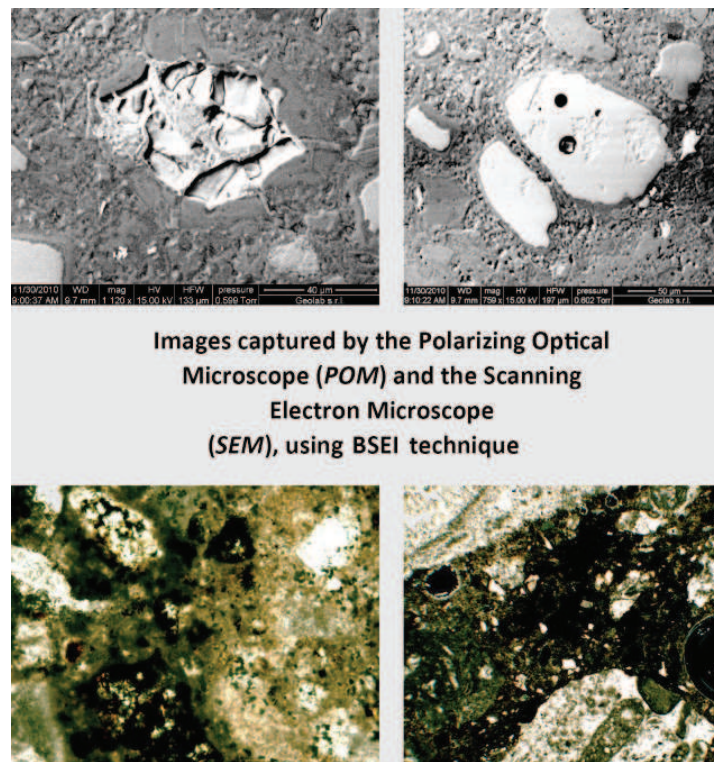 11/30/2010 WD mag HV HFW pressure 40 µm
9:00:37 AM 9.7 mm 1 120 x 15.00 kV 133 µm 0.599 Torr Geolab s.r.l.
11/30/2010 WD mag HV HFW pressure 50 µm
9:10:22 AM 9.7 mm 759 x 15.00 kV 197 µm 0.602 Torr Geolab s.r.l.
Images captured by the Polarizing Optical
Microscope (POM) and the Scanning
Electron Microscope
(SEM), using BSEI technique